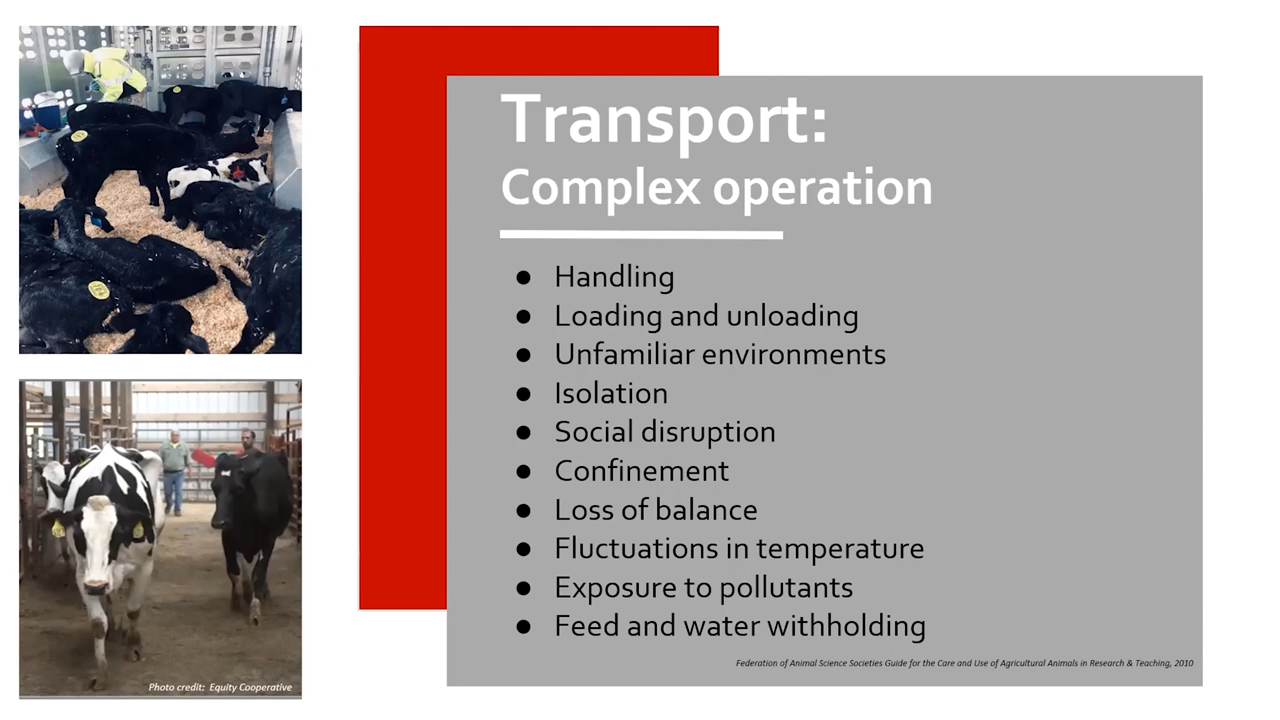 Transport:
Complex operation
● Handling
● Loading and unloading
● Unfamiliar environments
● Isolation
● Social disruption
● Confinement
● Loss of balance
● Fluctuations in temperature
● Exposure to pollutants
● Feed and water withholding
Federation of Animal Science Societies Guide for the Care and Use of Agricultural Animals in Research & Teaching, 2010
Photo credit: Equity Cooperative